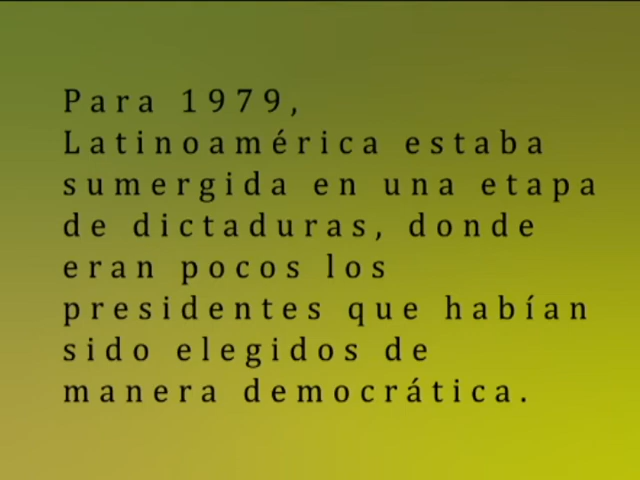 Para 1979,
Latinoamérica estaba
sumergida en una etapa
de dictaduras, donde
eran pocos los
presidentes que habían
sido elegidos de
manera democrática.